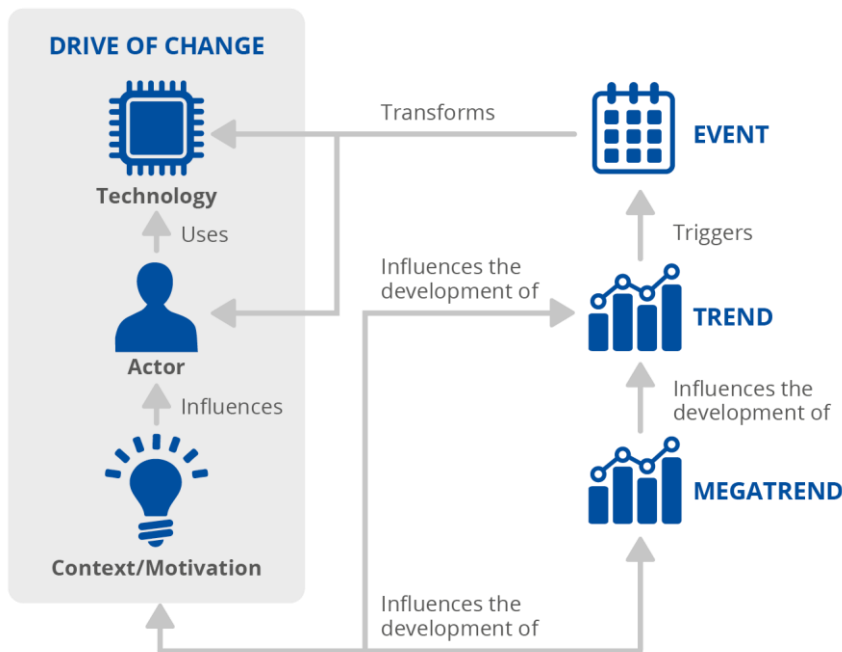 DRIVE OF CHANGE
Technology
Uses
Actor
Influences
Context/Motivation
Transforms
EVENT
Triggers
Influences the
development of
TREND
Influences the
development of
MEGATREND
Influences the
development of